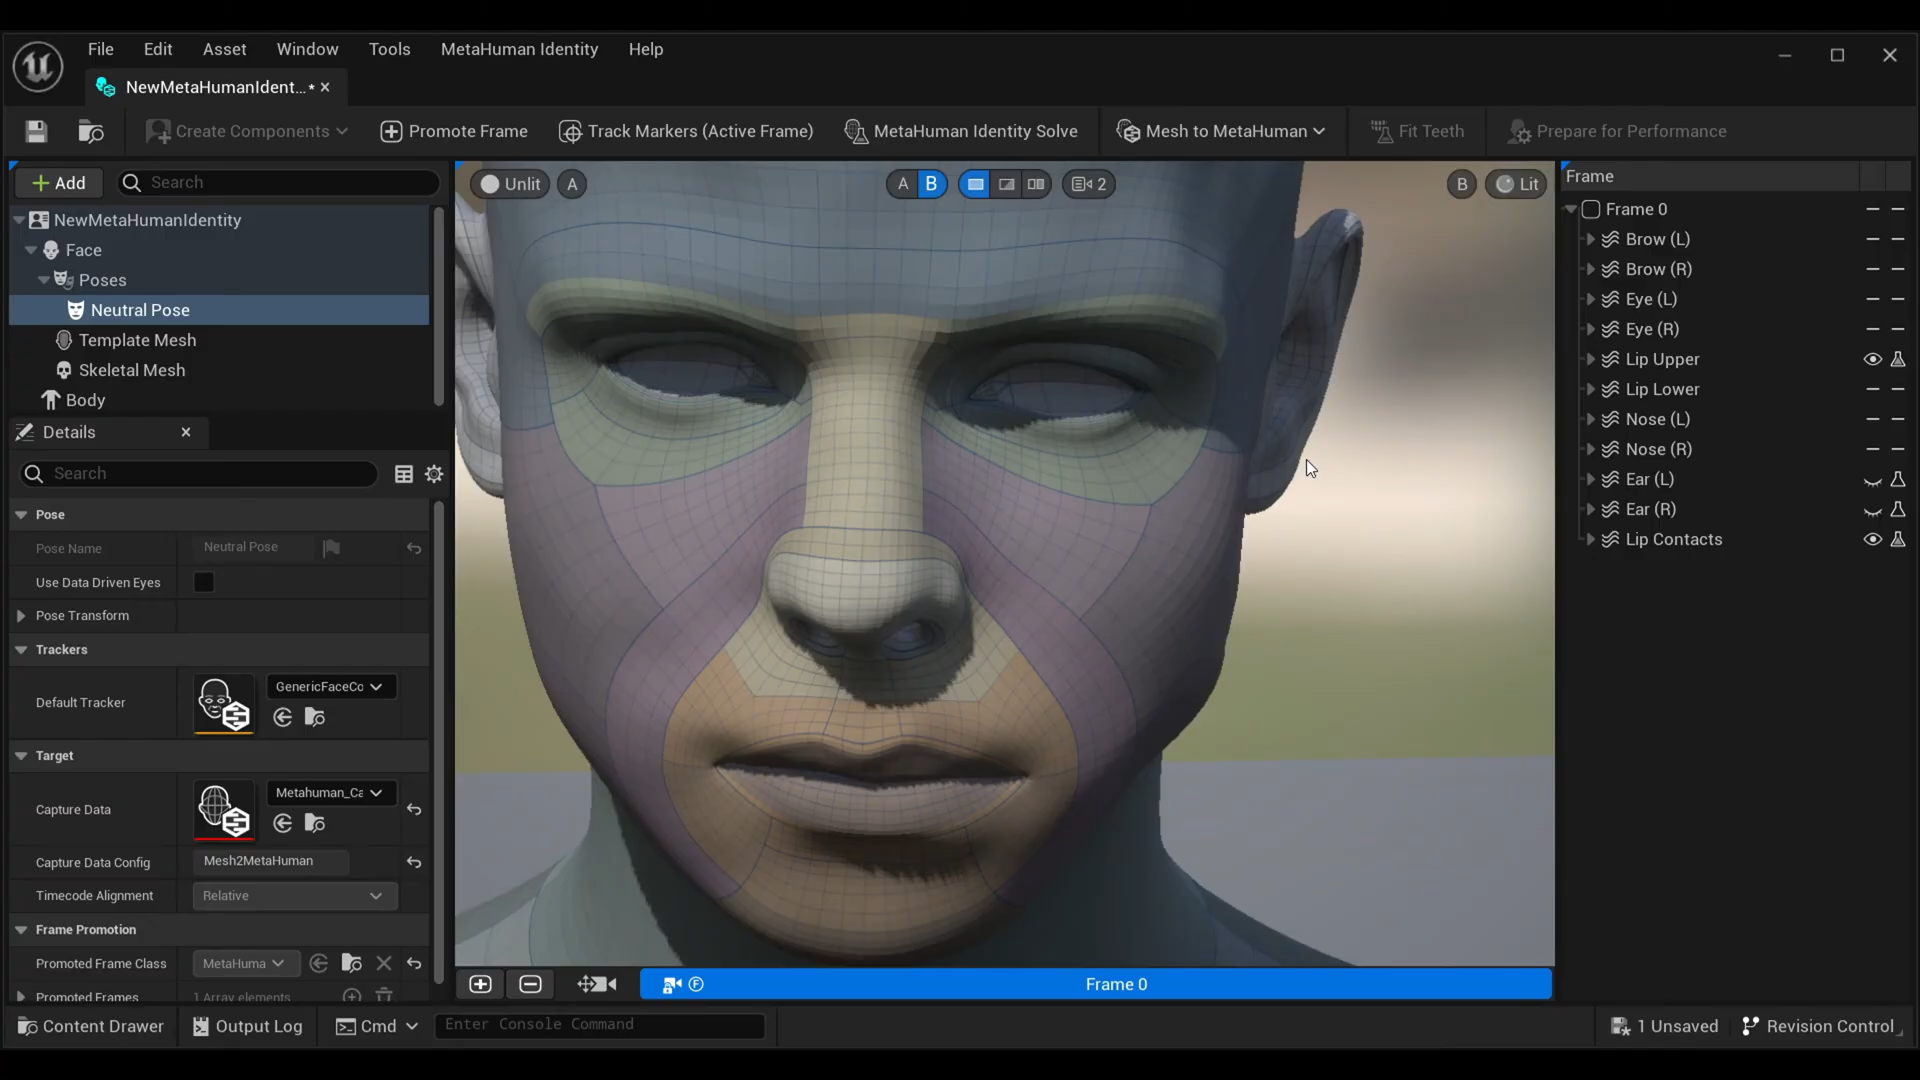 File Edit Asset Window Tools MetaHuman Identity Help
NewMetaHumanIdent...•
Create Components Promote Frame Track Markers (Active Frame) MetaHuman Identity Solve Mesh to MetaHuman Fit Teeth Prepare for Performance
Add Search
NewMetaHumanIdentity
Face
Poses
Neutral Pose
Template Mesh
Skeletal Mesh
Body
Details
Search
Pose
Pose Name Neutral Pose
Use Data Driven Eyes
Pose Transform
Trackers
Default Tracker GenericFaceCo
Target
Capture Data Metahuman_Ca
Capture Data Config Mesh2MetaHuman
Timecode Alignment Relative
Frame Promotion
Promoted Frame Class MetaHuma
Promoted Frames 1 Array elements
Unlit A A B 2 B Lit
F Frame 0
Frame
Frame 0
Brow (L)
Brow (R)
Eye (L)
Eye (R)
Lip Upper
Lip Lower
Nose (L)
Nose (R)
Ear (L)
Ear (R)
Lip Contacts
Content Drawer Output Log Cmd Enter Console Command 1 Unsaved Revision Control